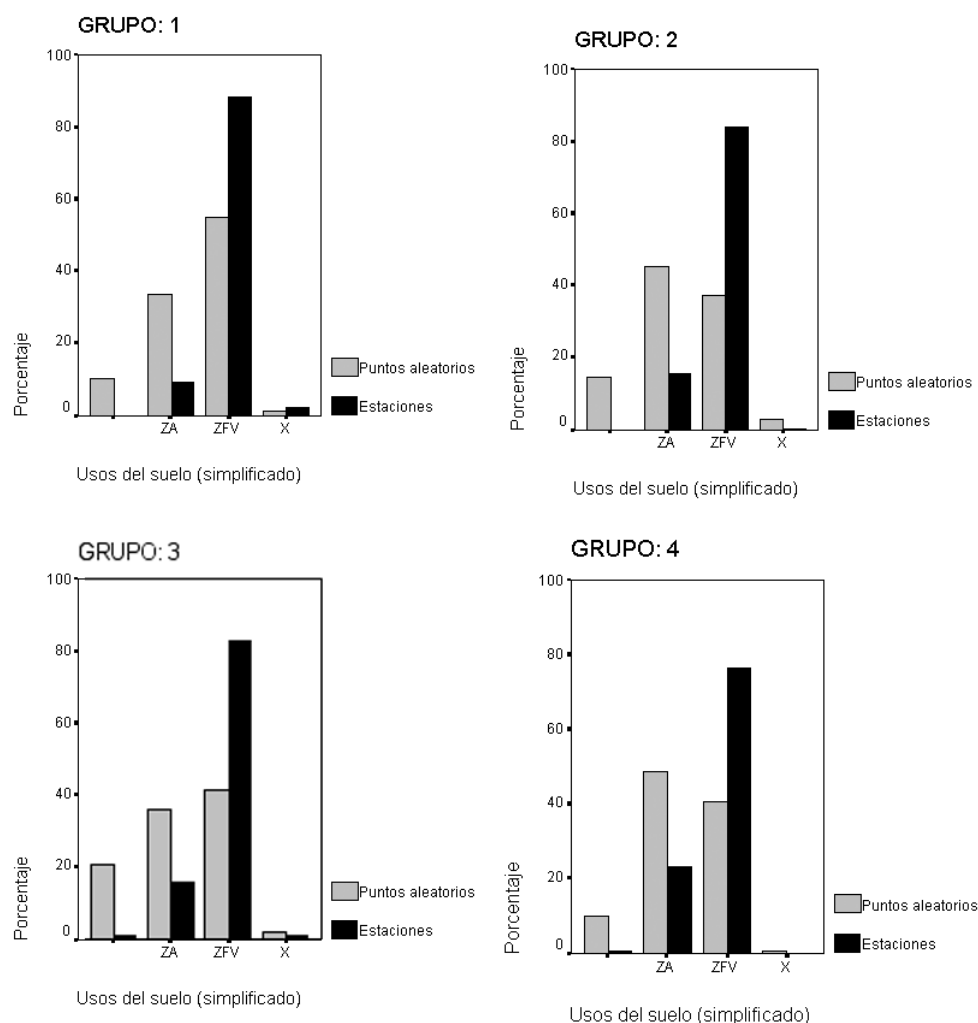 GRUPO: 1
100
80
60
40
20
0
Porcentaje
ZA ZFV X
Usos del suelo (simplificado)
Puntos aleatorios
Estaciones
GRUPO: 2
100
80
60
40
20
0
Porcentaje
ZA ZFV X
Usos del suelo (simplificado)
Puntos aleatorios
Estaciones
GRUPO: 3
100
80
60
40
20
0
Porcentaje
ZA ZFV X
Usos del suelo (simplificado)
Puntos aleatorios
Estaciones
GRUPO: 4
100
80
60
40
20
0
Porcentaje
ZA ZFV X
Usos del suelo (simplificado)
Puntos aleatorios
Estaciones